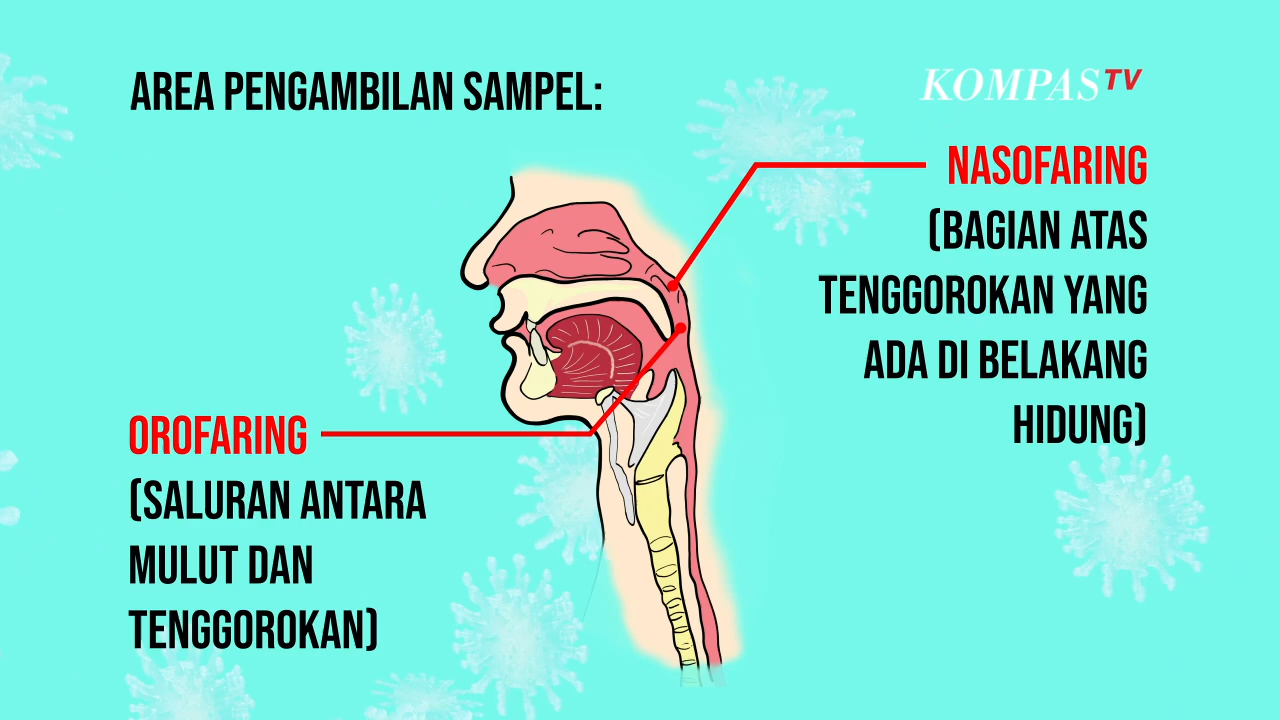 AREA PENGAMBILAN SAMPEL:
KOMPASTV
NASOFARING
(BAGIAN ATAS
TENGGOROKAN YANG
ADA DI BELAKANG
HIDUNG)
OROFARING
(SALURAN ANTARA
MULUT DAN
TENGGOROKAN)